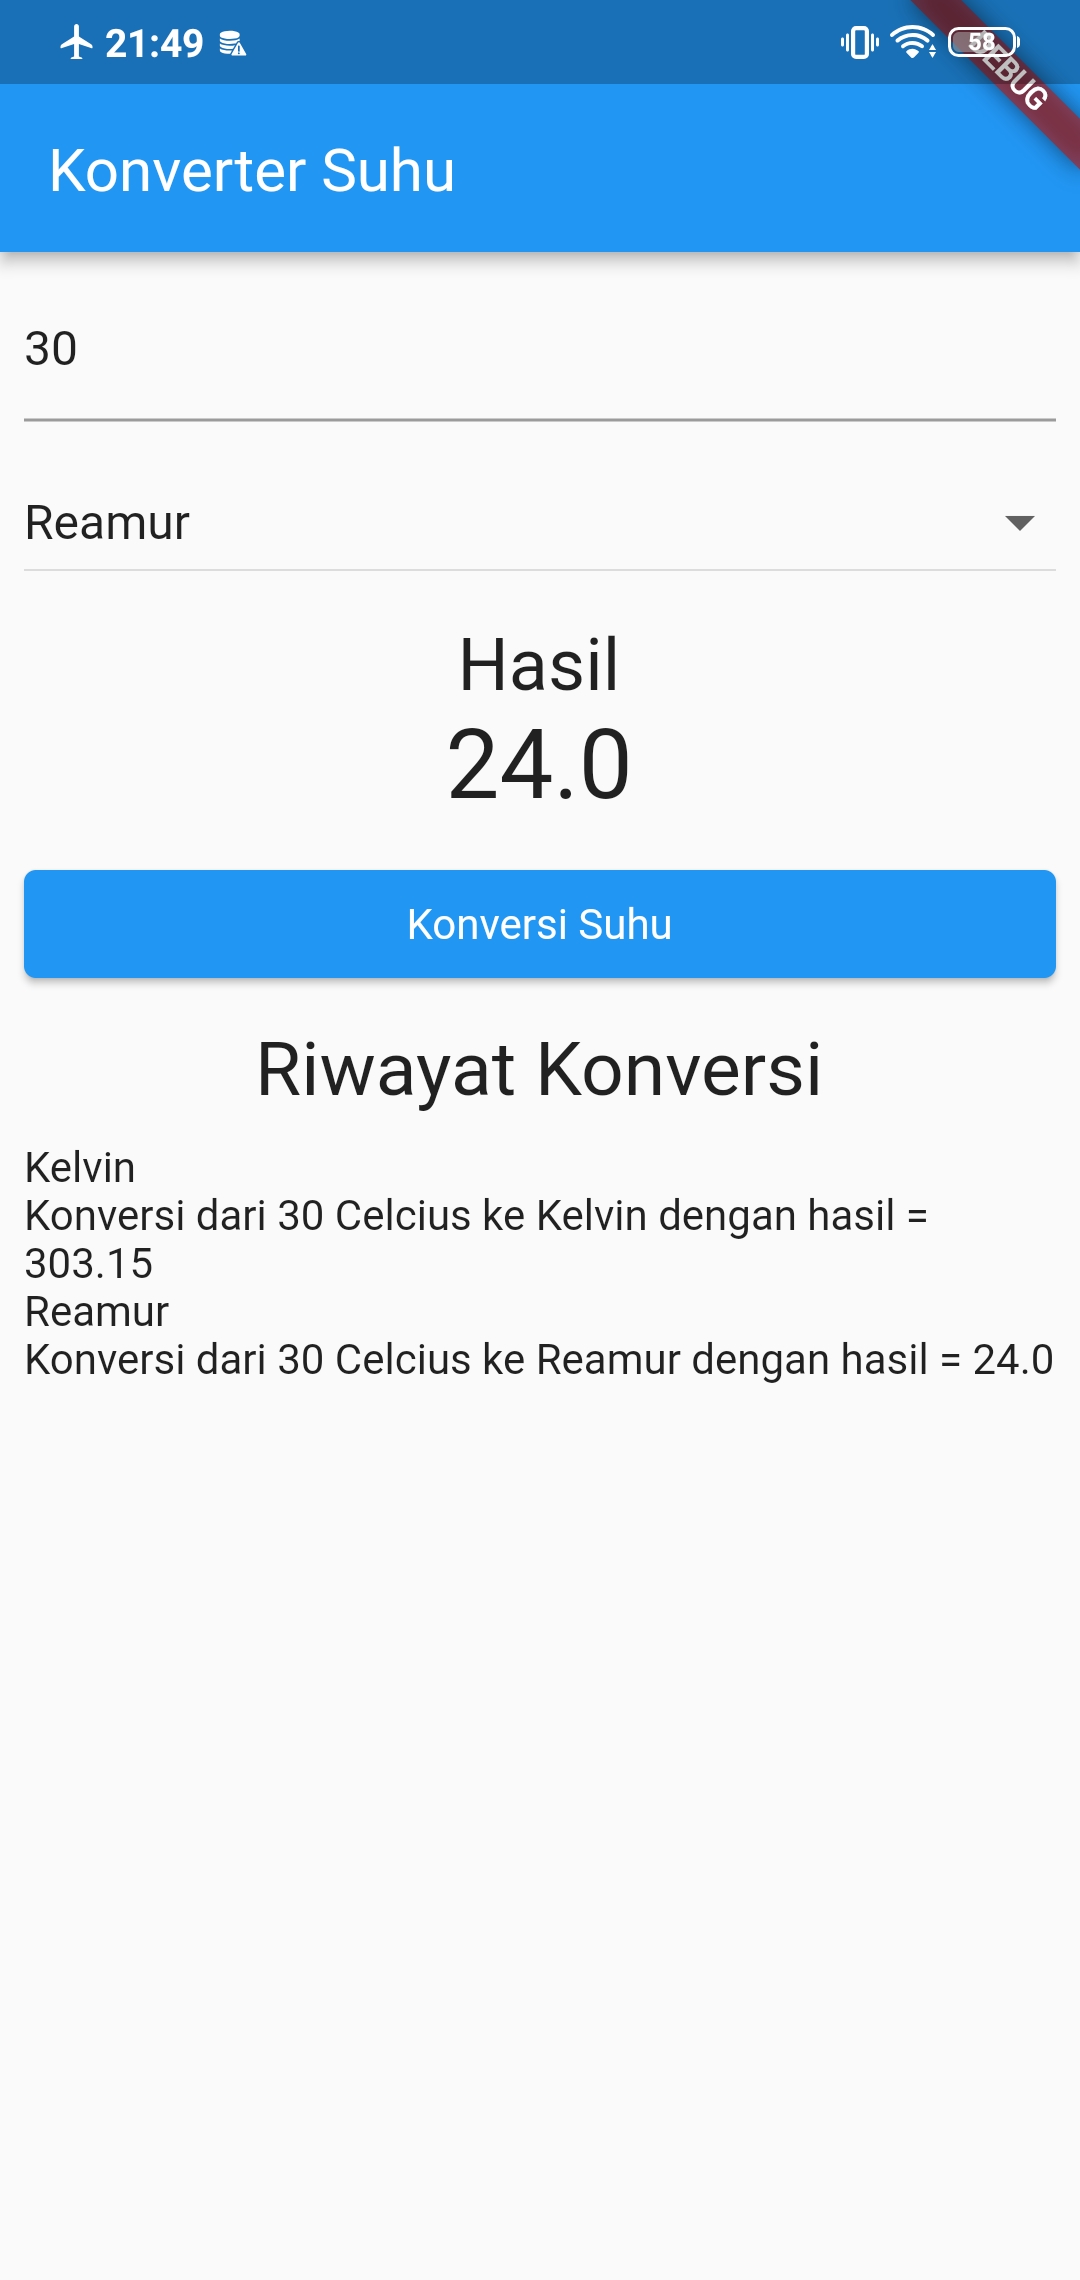 21:49
58
DEBUG
Konverter Suhu
30
Reamur
Hasil
24.0
Konversi Suhu
Riwayat Konversi
Kelvin
Konversi dari 30 Celcius ke Kelvin dengan hasil =
303.15
Reamur
Konversi dari 30 Celcius ke Reamur dengan hasil = 24.0